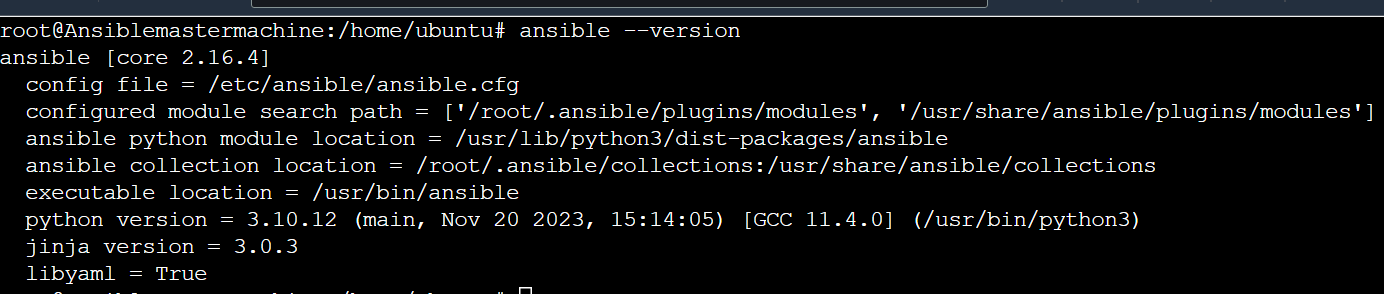 root@Ansiblemastermachine:/home/ubuntu# ansible --version
ansible [core 2.16.4]
  config file = /etc/ansible/ansible.cfg
  configured module search path = ['/root/.ansible/plugins/modules', '/usr/share/ansible/plugins/modules']
  ansible python module location = /usr/lib/python3/dist-packages/ansible
  ansible collection location = /root/.ansible/collections:/usr/share/ansible/collections
  executable location = /usr/bin/ansible
  python version = 3.10.12 (main, Nov 20 2023, 15:14:05) [GCC 11.4.0] (/usr/bin/python3)
  jinja version = 3.0.3
  libyaml = True